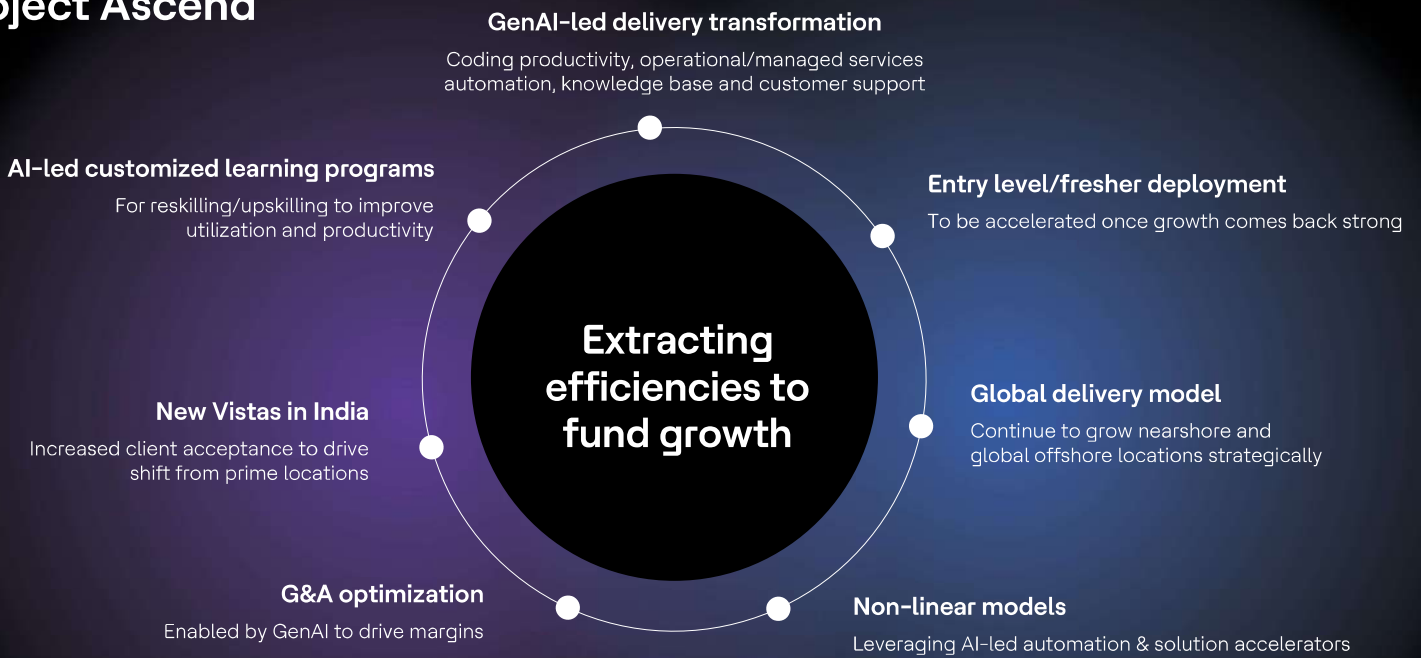 oject Ascend
GenAI-led delivery transformation
Coding productivity, operational/managed services
automation, knowledge base and customer support
AI-led customized learning programs
For reskilling/upskilling to improve
utilization and productivity
Entry level/fresher deployment
To be accelerated once growth comes back strong
Extracting
efficiencies to
fund growth
New Vistas in India
Increased client acceptance to drive
shift from prime locations
Global delivery model
Continue to grow nearshore and
global offshore locations strategically
G&A optimization
Enabled by GenAI to drive margins
Non-linear models
Leveraging AI-led automation & solution accelerators